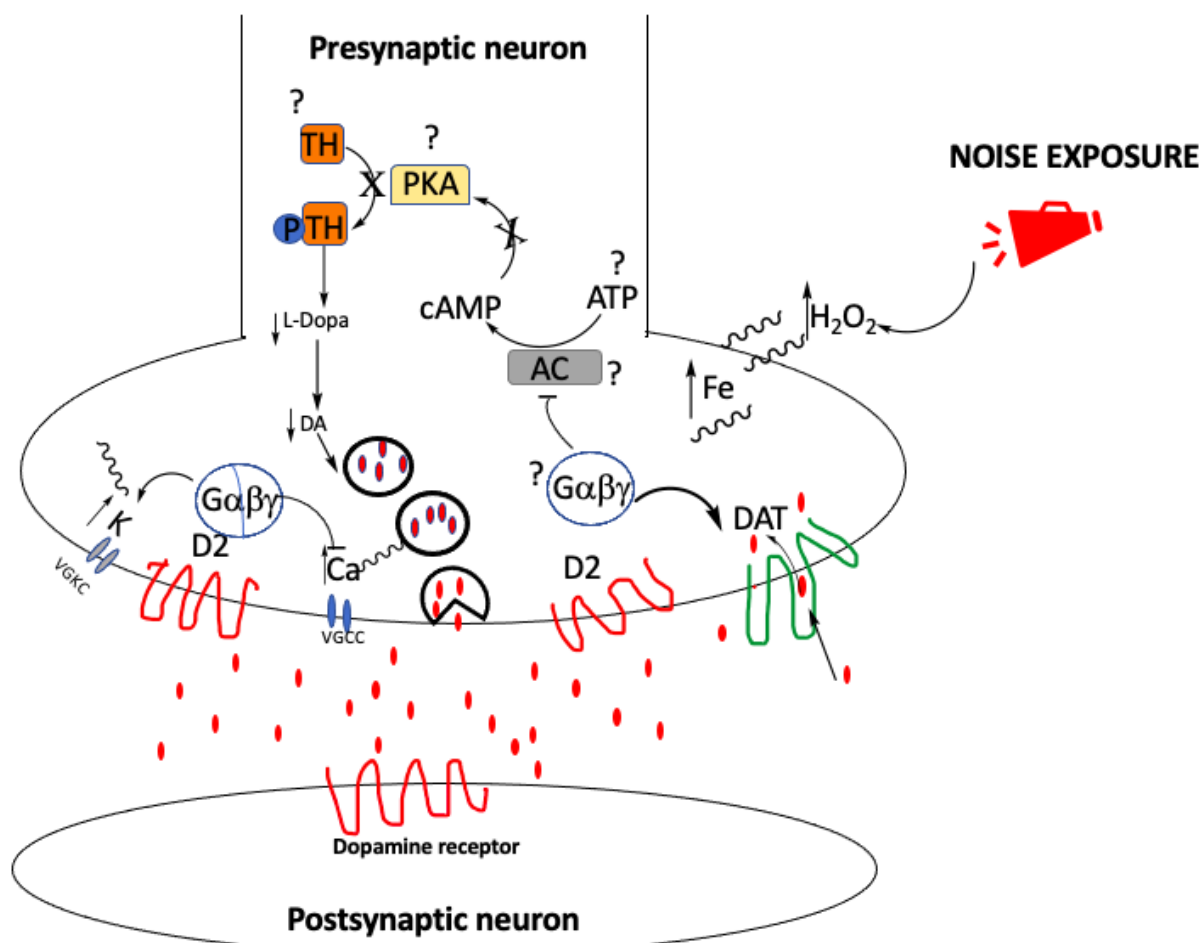 Presynaptic neuron
?
TH
?
X
PKA
P
TH
X
NOISE EXPOSURE
?
ATP
cAMP
L-Dopa
H₂O₂
AC
?
Fe
DA
?
Gαβγ
Gαβγ
K
D2
DAT
VGKC
Ca
D2
VGCC
Dopamine receptor
Postsynaptic neuron